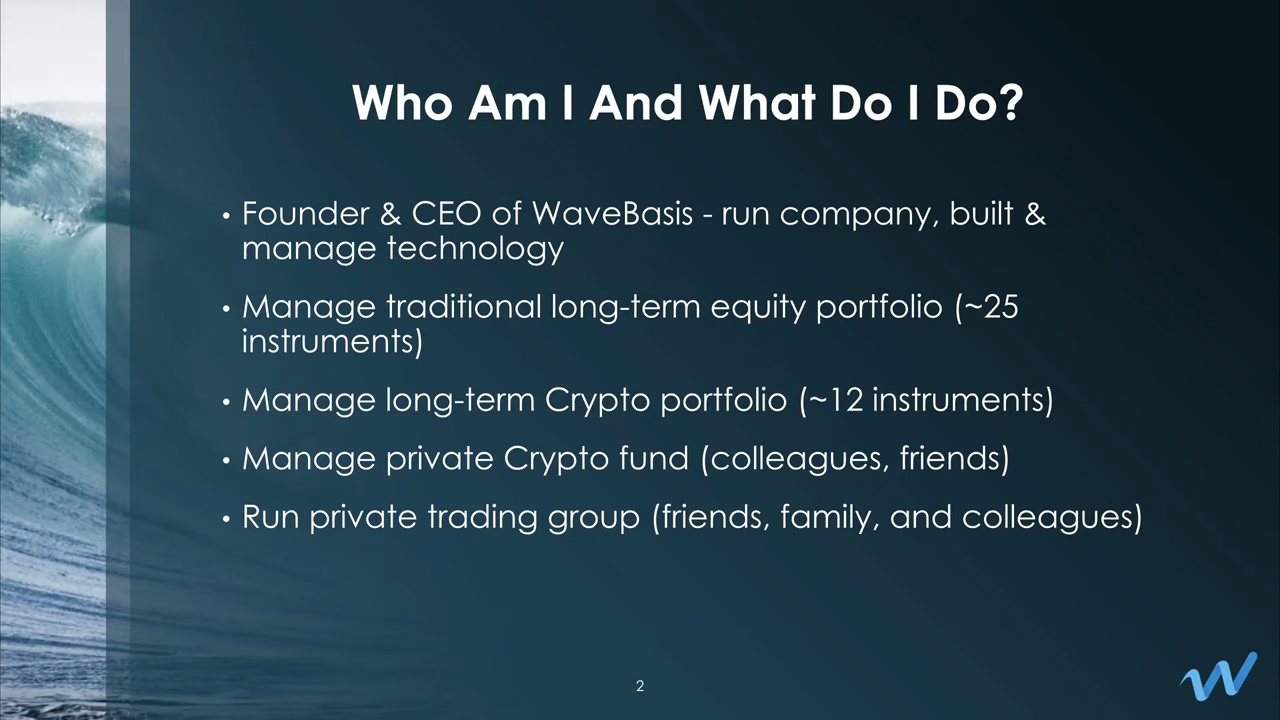 Who Am I And What Do I Do?
• Founder & CEO of WaveBasis - run company, built &
manage technology
• Manage traditional long-term equity portfolio (~25
instruments)
• Manage long-term Crypto portfolio (~12 instruments)
• Manage private Crypto fund (colleagues, friends)
• Run private trading group (friends, family, and colleagues)
2